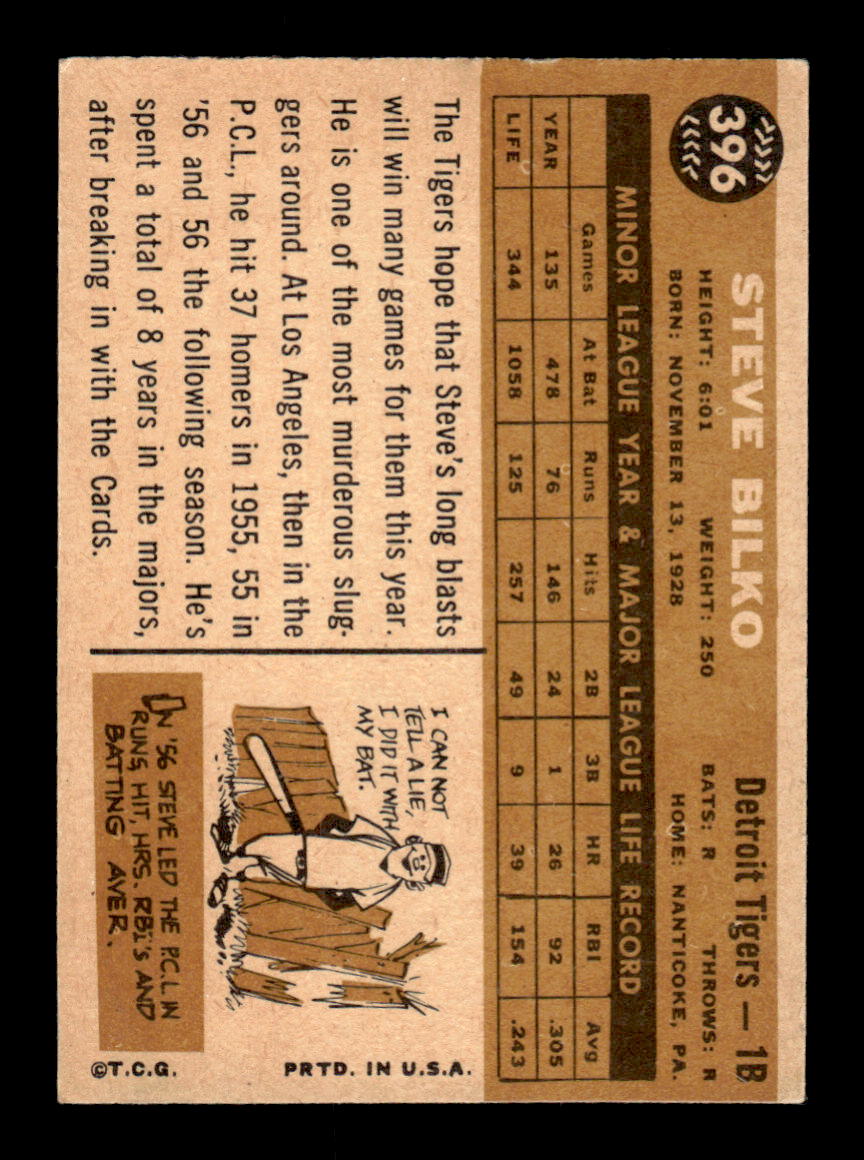 396
STEVE BILKO
Detroit Tigers — 1B
HEIGHT: 6:01 WEIGHT: 250 BATS: R THROWS: R
BORN: NOVEMBER 13, 1928 HOME: NANTICOKE, PA.
MINOR LEAGUE YEAR & MAJOR LEAGUE LIFE RECORD
Games At Bat Runs Hits 2B 3B HR RBI Avg
YEAR 135 478 76 146 24 1 26 92 .305
LIFE 344 1058 125 257 49 9 39 154 .243
The Tigers hope that Steve's long blasts
will win many games for them this year.
He is one of the most murderous slug-
gers around. At Los Angeles, then in the
P.C.L., he hit 37 homers in 1955, 55 in
'56 and 56 the following season. He's
spent a total of 8 years in the majors,
after breaking in with the Cards.
I CAN NOT
TELL A LIE,
I DID IT WITH
MY BAT.
IN '56 STEVE LED THE P.C.L. IN
RUNS, HIT, HRS. RBI'S AND
BATTING AVER.
©T.C.G. PRTD. IN U.S.A.